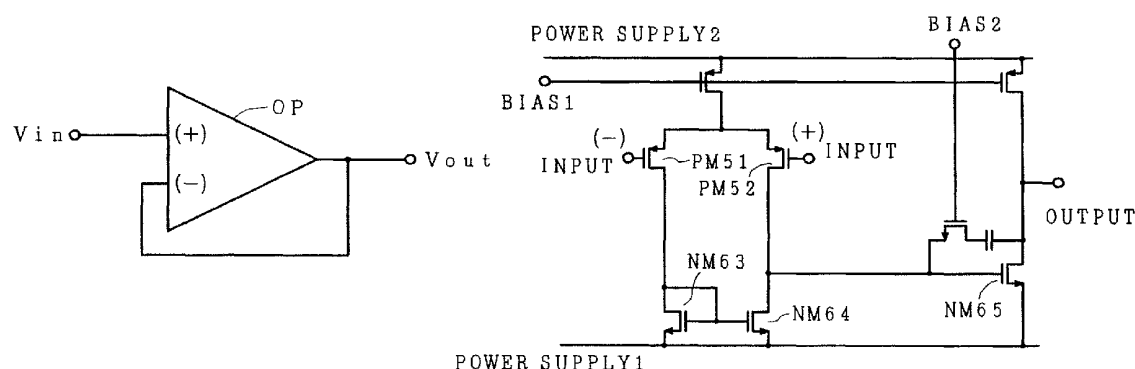 OP
Vin
(+)
(-)
Vout
BIAS2
POWER SUPPLY2
BIAS1
(-)
INPUT
PM51
(+)
INPUT
PM52
OUTPUT
NM63
NM64
NM65
POWER SUPPLY1